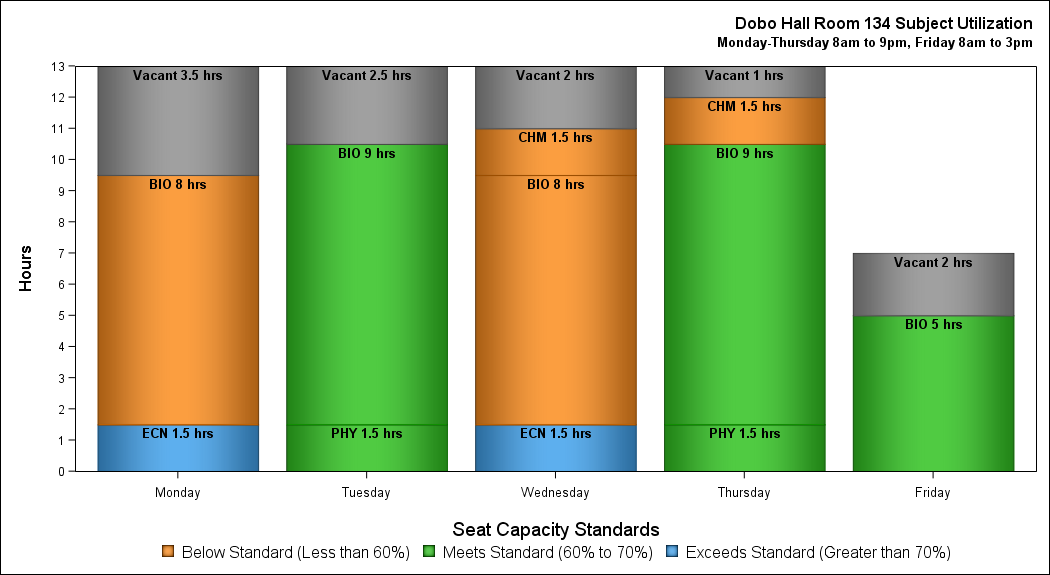 Dobo Hall Room 134 Subject Utilization
Monday-Thursday 8am to 9pm, Friday 8am to 3pm
Hours
13
12
11
10
9
8
7
6
5
4
3
2
1
0
Vacant 3.5 hrs
BIO 8 hrs
ECN 1.5 hrs
Vacant 2.5 hrs
BIO 9 hrs
PHY 1.5 hrs
Vacant 2 hrs
CHM 1.5 hrs
BIO 8 hrs
ECN 1.5 hrs
Vacant 1 hrs
CHM 1.5 hrs
BIO 9 hrs
PHY 1.5 hrs
Vacant 2 hrs
BIO 5 hrs
Monday Tuesday Wednesday Thursday Friday
Seat Capacity Standards
Below Standard (Less than 60%) Meets Standard (60% to 70%) Exceeds Standard (Greater than 70%)